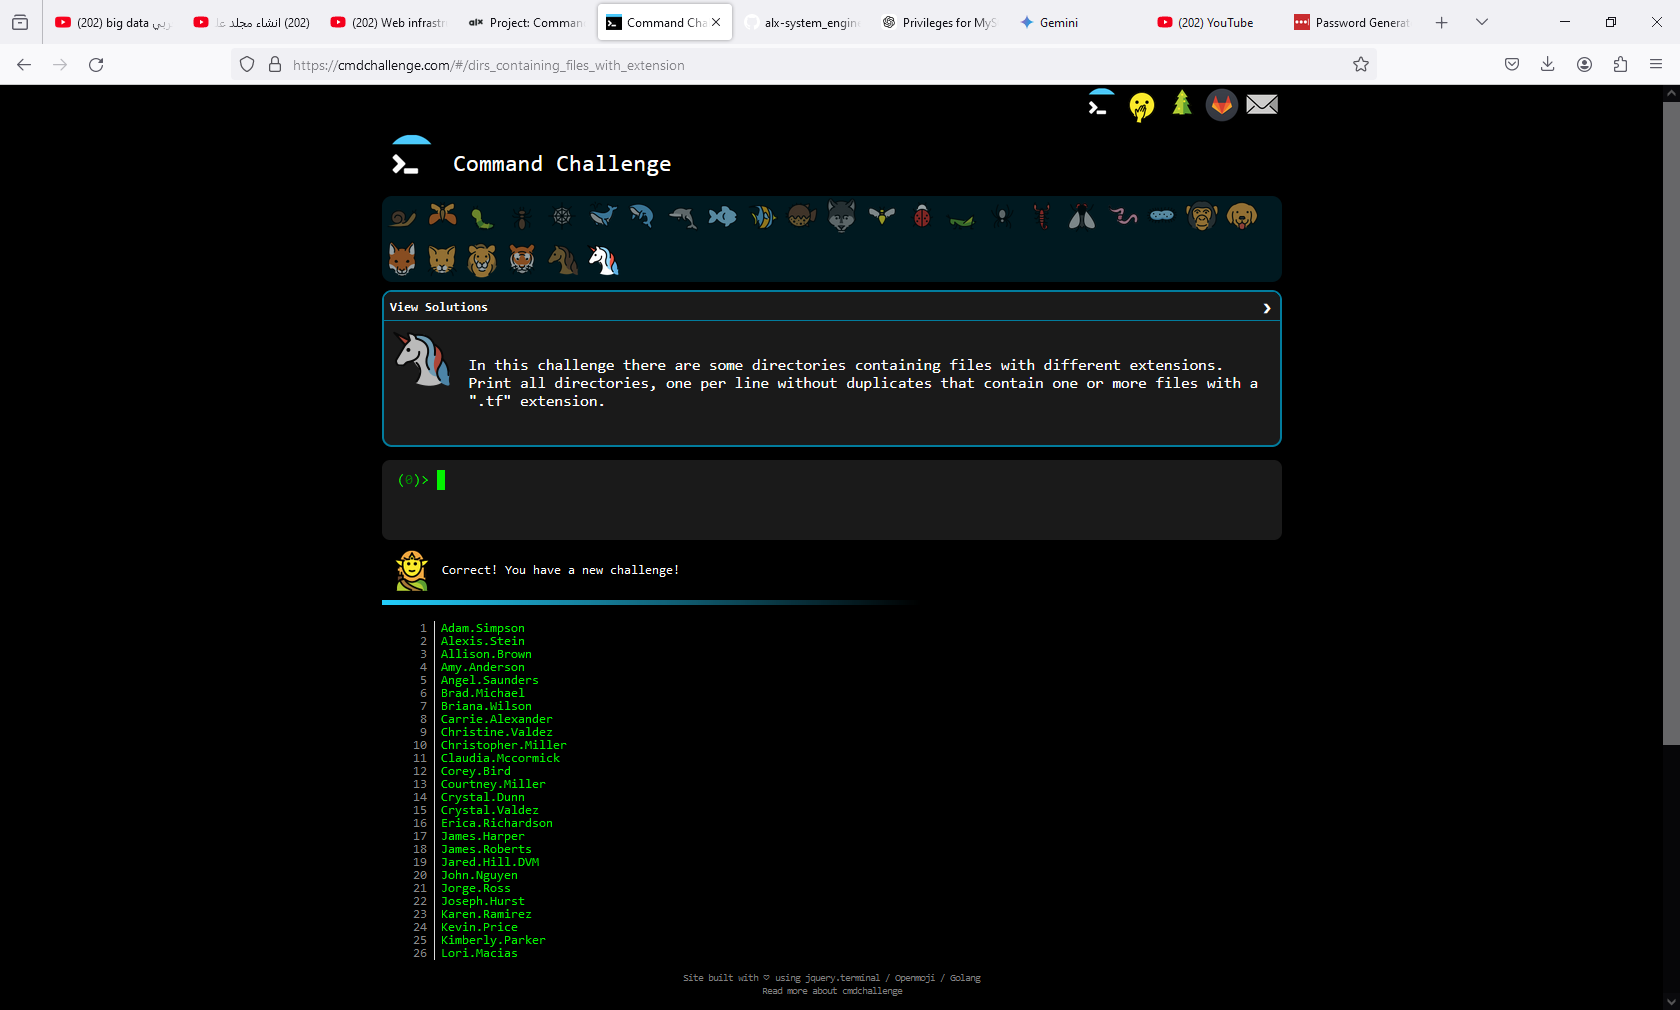 (202) big data بي
(202) انشاء مجلد عا
(202) Web infrastr
alx Project: Comman
Command Cha
alx-system_engine
Privileges for MyS
Gemini
(202) YouTube
Password Generat
https://cmdchallenge.com/#/dirs_containing_files_with_extension
Command Challenge
View Solutions
In this challenge there are some directories containing files with different extensions.
Print all directories, one per line without duplicates that contain one or more files with a
".tf" extension.
(0)>
Correct! You have a new challenge!
1 Adam.Simpson
2 Alexis.Stein
3 Allison.Brown
4 Amy.Anderson
5 Angel.Saunders
6 Brad.Michael
7 Briana.Wilson
8 Carrie.Alexander
9 Christine.Valdez
10 Christopher.Miller
11 Claudia.Mccormick
12 Corey.Bird
13 Courtney.Miller
14 Crystal.Dunn
15 Crystal.Valdez
16 Erica.Richardson
17 James.Harper
18 James.Roberts
19 Jared.Hill.DVM
20 John.Nguyen
21 Jorge.Ross
22 Joseph.Hurst
23 Karen.Ramirez
24 Kevin.Price
25 Kimberly.Parker
26 Lori.Macias
Site built with ♡ using jquery.terminal / Openmoji / Golang
Read more about cmdchallenge